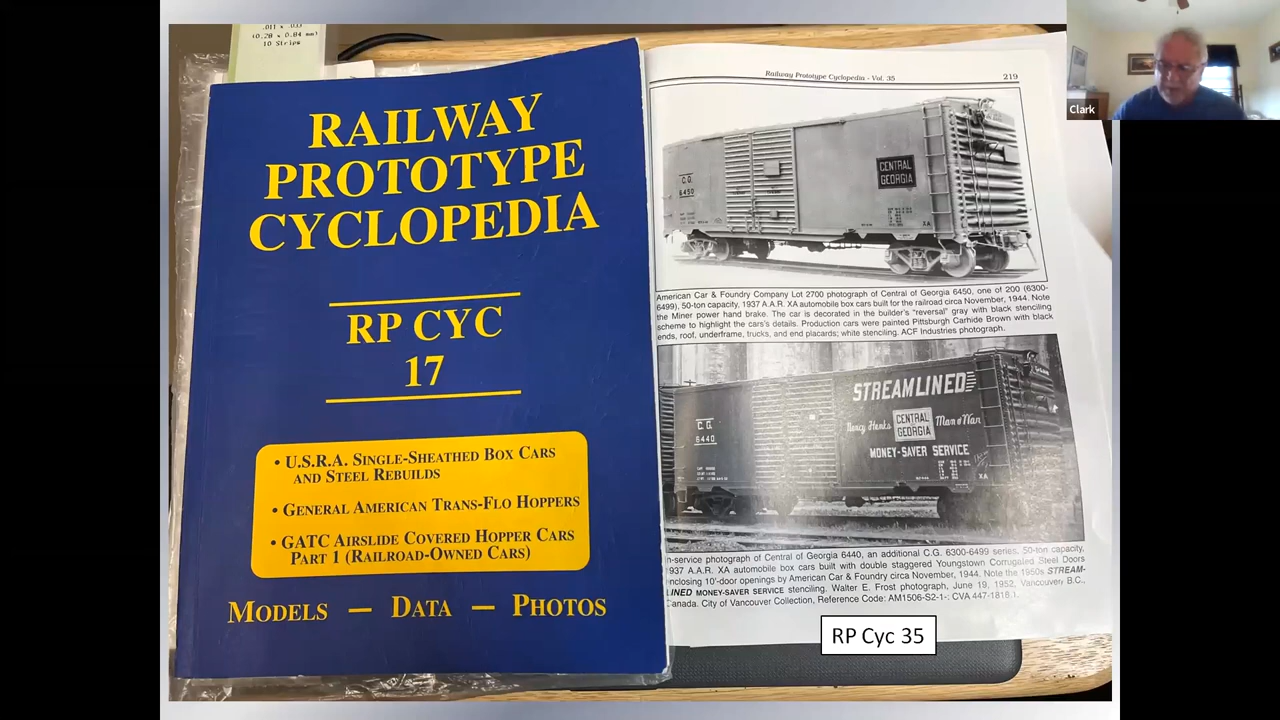 .011 x .033
(0.28 x 0.84 mm)
10 Strips
RAILWAY
PROTOTYPE
CYCLOPEDIA
RP CYC
17
• U.S.R.A. SINGLE-SHEATHED BOX CARS
AND STEEL REBUILDS
• GENERAL AMERICAN TRANS-FLO HOPPERS
• GATC AIRSLIDE COVERED HOPPER CARS
PART 1 (RAILROAD-OWNED CARS)
MODELS — DATA — PHOTOS
Railway Prototype Cyclopedia - Vol. 35
219
C.G.
6450
CENTRAL
GEORGIA
XA
American Car & Foundry Company Lot 2700 photograph of Central of Georgia 6450, one of 200 (6300-
6499), 50-ton capacity, 1937 A.A.R. XA automobile box cars built for the railroad circa November, 1944. Note
the Miner power hand brake. The car is decorated in the builder's "reversal" gray with black stenciling
scheme to highlight the cars's details. Production cars were painted Pittsburgh Carhide Brown with black
ends, roof, underframe, trucks, and end placards; white stenciling. ACF Industries photograph.
STREAMLINED
C.G.
6440
Nancy Hanks
CENTRAL
GEORGIA
Man o' War
MONEY-SAVER SERVICE
XA
n-service photograph of Central of Georgia 6440, an additional C.G. 6300-6499 series, 50-ton capacity,
1937 A.A.R. XA automobile box cars built with double staggered Youngstown Corrugated Steel Doors
nclosing 10'-door openings by American Car & Foundry circa November, 1944. Note the 1950s STREAM-
LINED MONEY-SAVER SERVICE stenciling. Walter E. Frost photograph, June 19, 1952, Vancouver, B.C.,
Canada. City of Vancouver Collection, Reference Code: AM1506-S2-1-: CVA 447-1818.1.
RP Cyc 35
Clark